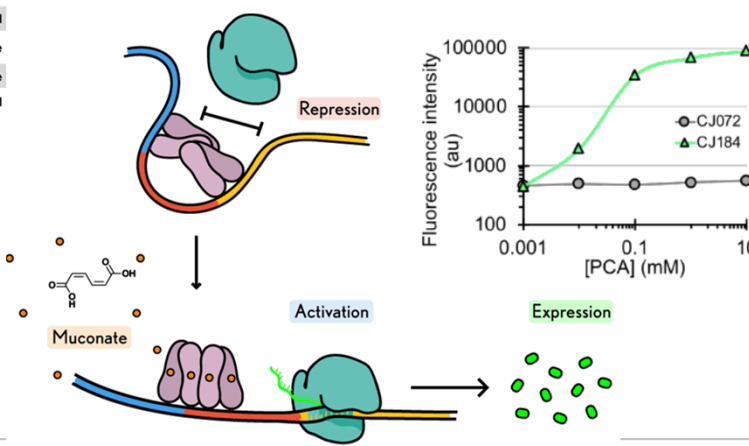 Repression
Muconate
Activation
Expression
O
OH
O
OH
Fluorescence intensity
(au)
100000
10000
1000
100
CJ072
CJ184
0.001
0.1
[PCA] (mM)